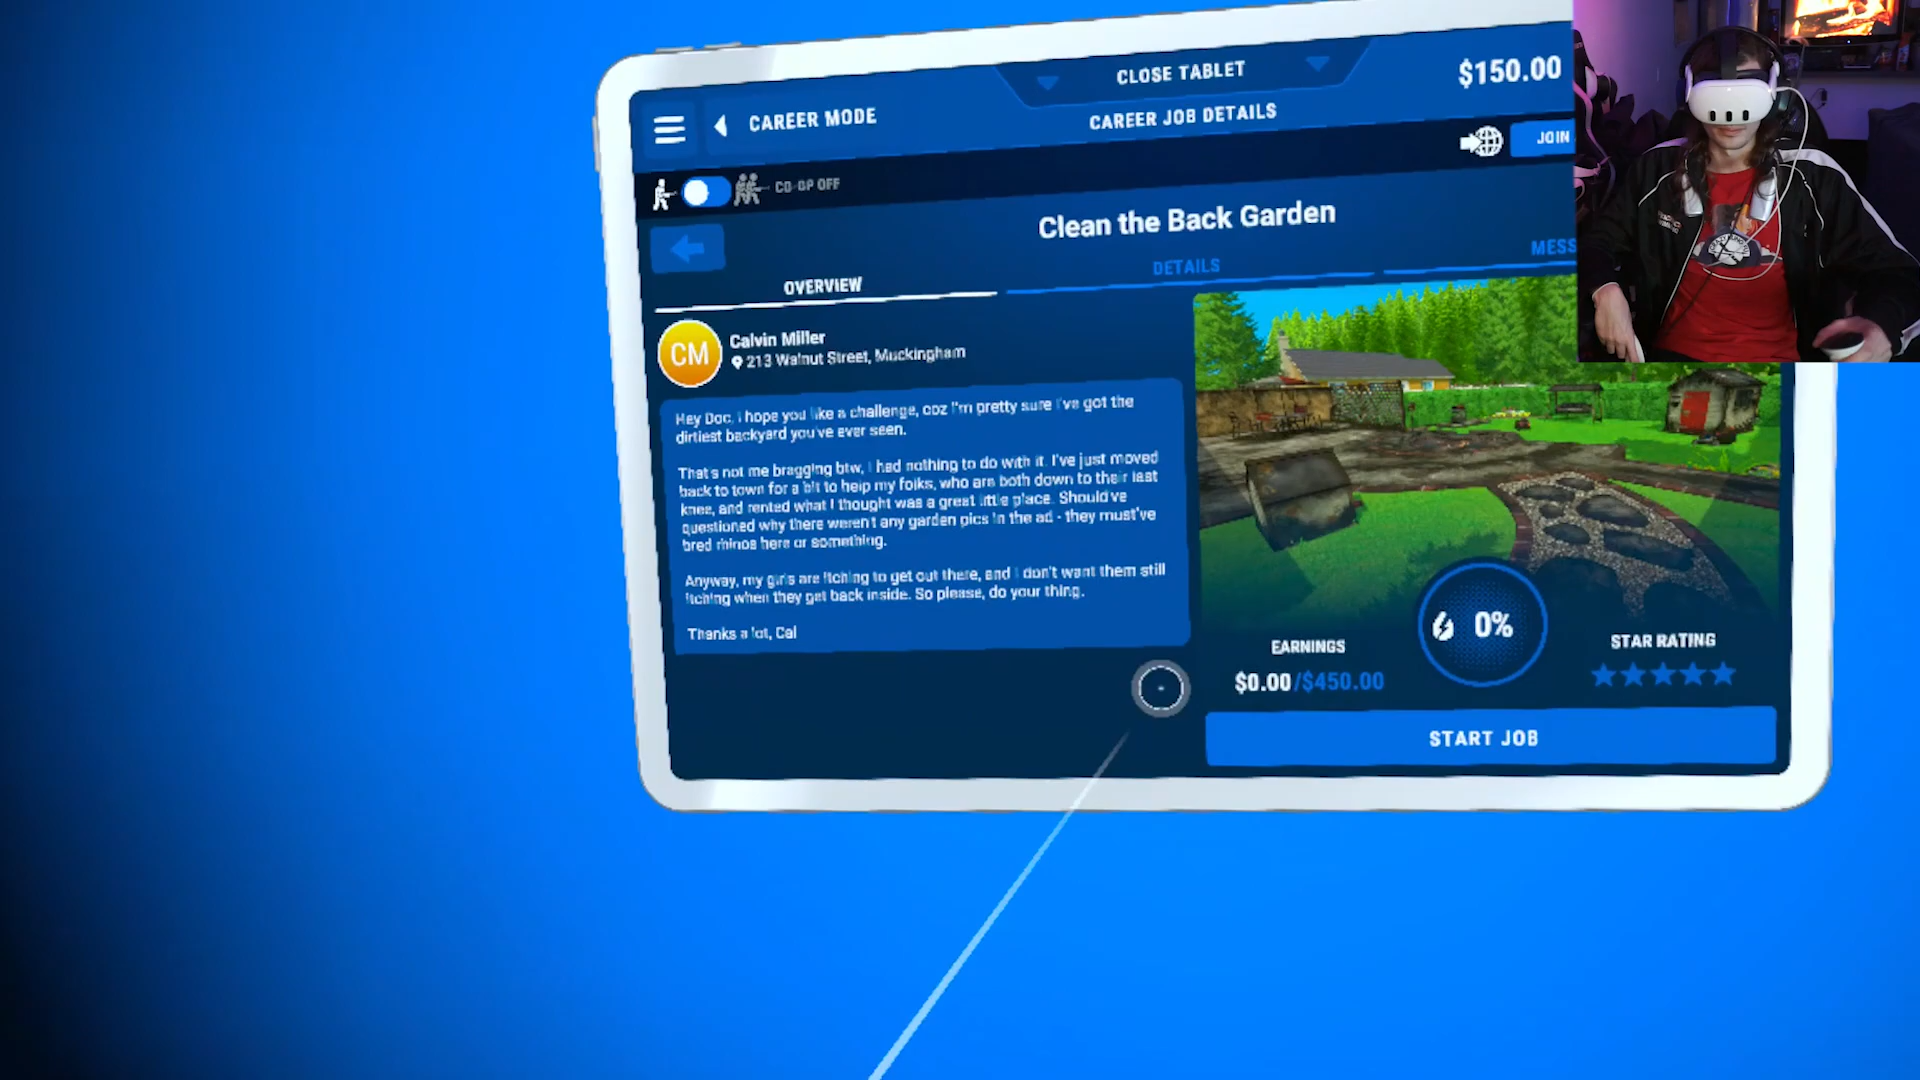 CLOSE TABLET
$150.00
CAREER MODE
CAREER JOB DETAILS
JOIN
CO-OP OFF
Clean the Back Garden
OVERVIEW
DETAILS
MESS
CM
Calvin Miller
213 Walnut Street, Muckingham
Hey Doc, I hope you like a challenge, coz I'm pretty sure I've got the
dirtiest backyard you've ever seen.
That's not me bragging btw, I had nothing to do with it. I've just moved
back to town for a bit to help my folks, who are both down to their last
knee, and rented what I thought was a great little place. Should've
questioned why there weren't any garden pics in the ad - they must've
bred rhinos here or something.
Anyway, my girls are itching to get out there, and I don't want them still
itching when they get back inside. So please, do your thing.
Thanks a lot, Cal
0%
EARNINGS
$0.00/$450.00
STAR RATING
START JOB